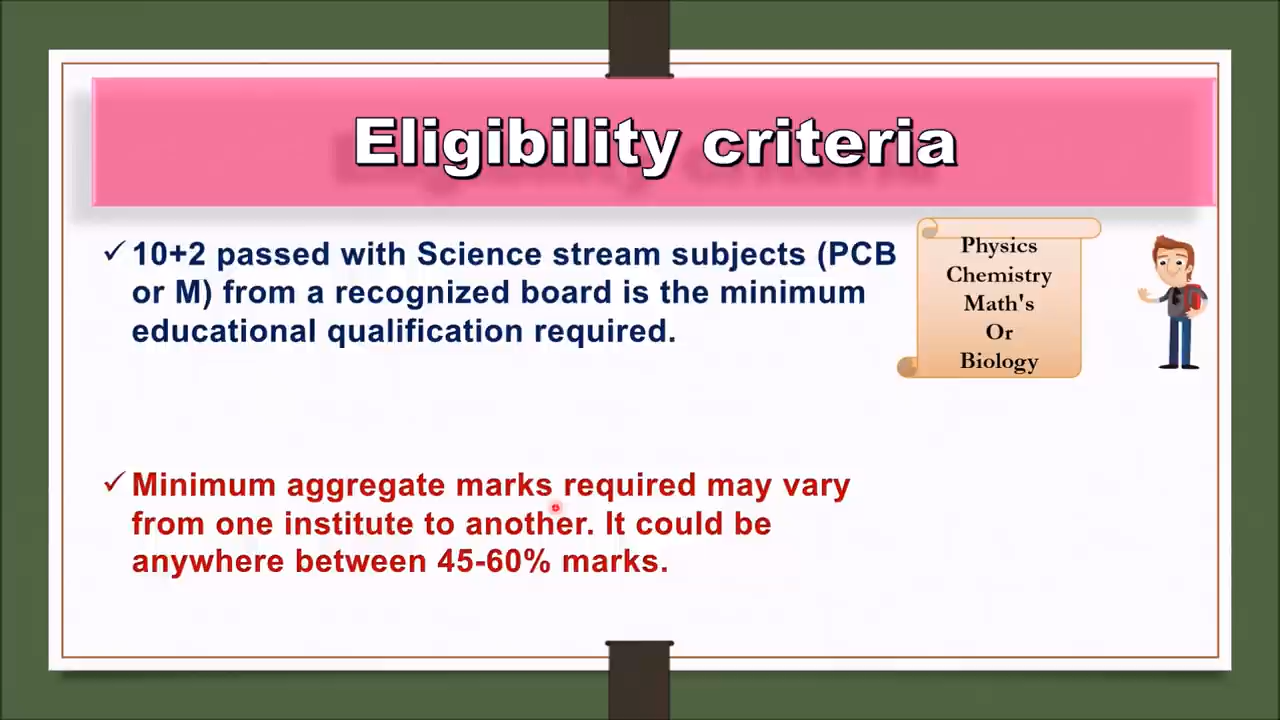 Eligibility criteria
✓ 10+2 passed with Science stream subjects (PCB
or M) from a recognized board is the minimum
educational qualification required.
Physics
Chemistry
Math's
Or
Biology
✓ Minimum aggregate marks required may vary
from one institute to another. It could be
anywhere between 45-60% marks.